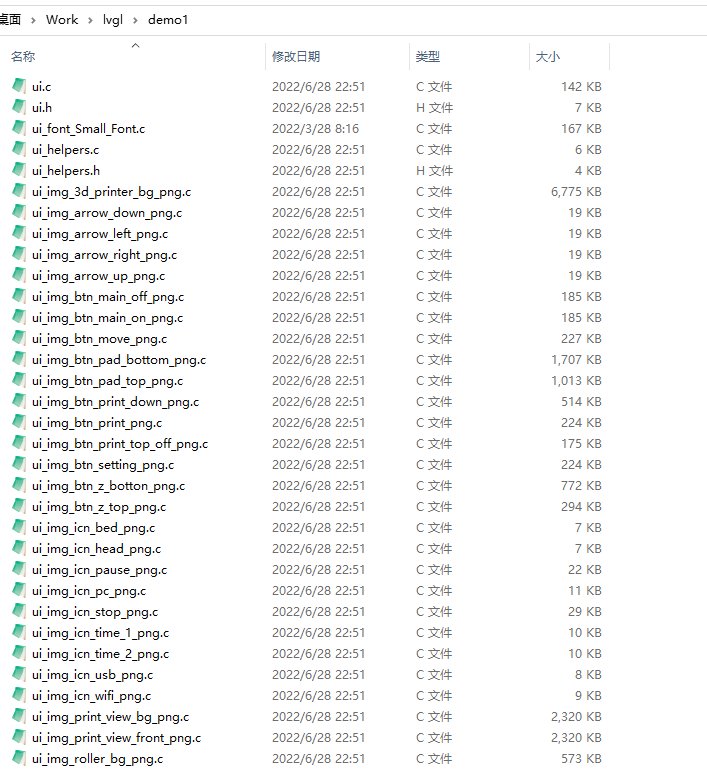 桌面 › Work › lvgl › demo1
名称 修改日期 类型 大小
ui.c 2022/6/28 22:51 C 文件 142 KB
ui.h 2022/6/28 22:51 H 文件 7 KB
ui_font_Small_Font.c 2022/3/28 8:16 C 文件 167 KB
ui_helpers.c 2022/6/28 22:51 C 文件 6 KB
ui_helpers.h 2022/6/28 22:51 H 文件 4 KB
ui_img_3d_printer_bg_png.c 2022/6/28 22:51 C 文件 6,775 KB
ui_img_arrow_down_png.c 2022/6/28 22:51 C 文件 19 KB
ui_img_arrow_left_png.c 2022/6/28 22:51 C 文件 19 KB
ui_img_arrow_right_png.c 2022/6/28 22:51 C 文件 19 KB
ui_img_arrow_up_png.c 2022/6/28 22:51 C 文件 19 KB
ui_img_btn_main_off_png.c 2022/6/28 22:51 C 文件 185 KB
ui_img_btn_main_on_png.c 2022/6/28 22:51 C 文件 185 KB
ui_img_btn_move_png.c 2022/6/28 22:51 C 文件 227 KB
ui_img_btn_pad_bottom_png.c 2022/6/28 22:51 C 文件 1,707 KB
ui_img_btn_pad_top_png.c 2022/6/28 22:51 C 文件 1,013 KB
ui_img_btn_print_down_png.c 2022/6/28 22:51 C 文件 514 KB
ui_img_btn_print_png.c 2022/6/28 22:51 C 文件 224 KB
ui_img_btn_print_top_off_png.c 2022/6/28 22:51 C 文件 175 KB
ui_img_btn_setting_png.c 2022/6/28 22:51 C 文件 224 KB
ui_img_btn_z_botton_png.c 2022/6/28 22:51 C 文件 772 KB
ui_img_btn_z_top_png.c 2022/6/28 22:51 C 文件 294 KB
ui_img_icn_bed_png.c 2022/6/28 22:51 C 文件 7 KB
ui_img_icn_head_png.c 2022/6/28 22:51 C 文件 7 KB
ui_img_icn_pause_png.c 2022/6/28 22:51 C 文件 22 KB
ui_img_icn_pc_png.c 2022/6/28 22:51 C 文件 11 KB
ui_img_icn_stop_png.c 2022/6/28 22:51 C 文件 29 KB
ui_img_icn_time_1_png.c 2022/6/28 22:51 C 文件 10 KB
ui_img_icn_time_2_png.c 2022/6/28 22:51 C 文件 10 KB
ui_img_icn_usb_png.c 2022/6/28 22:51 C 文件 8 KB
ui_img_icn_wifi_png.c 2022/6/28 22:51 C 文件 9 KB
ui_img_print_view_bg_png.c 2022/6/28 22:51 C 文件 2,320 KB
ui_img_print_view_front_png.c 2022/6/28 22:51 C 文件 2,320 KB
ui_img_roller_bg_png.c 2022/6/28 22:51 C 文件 573 KB